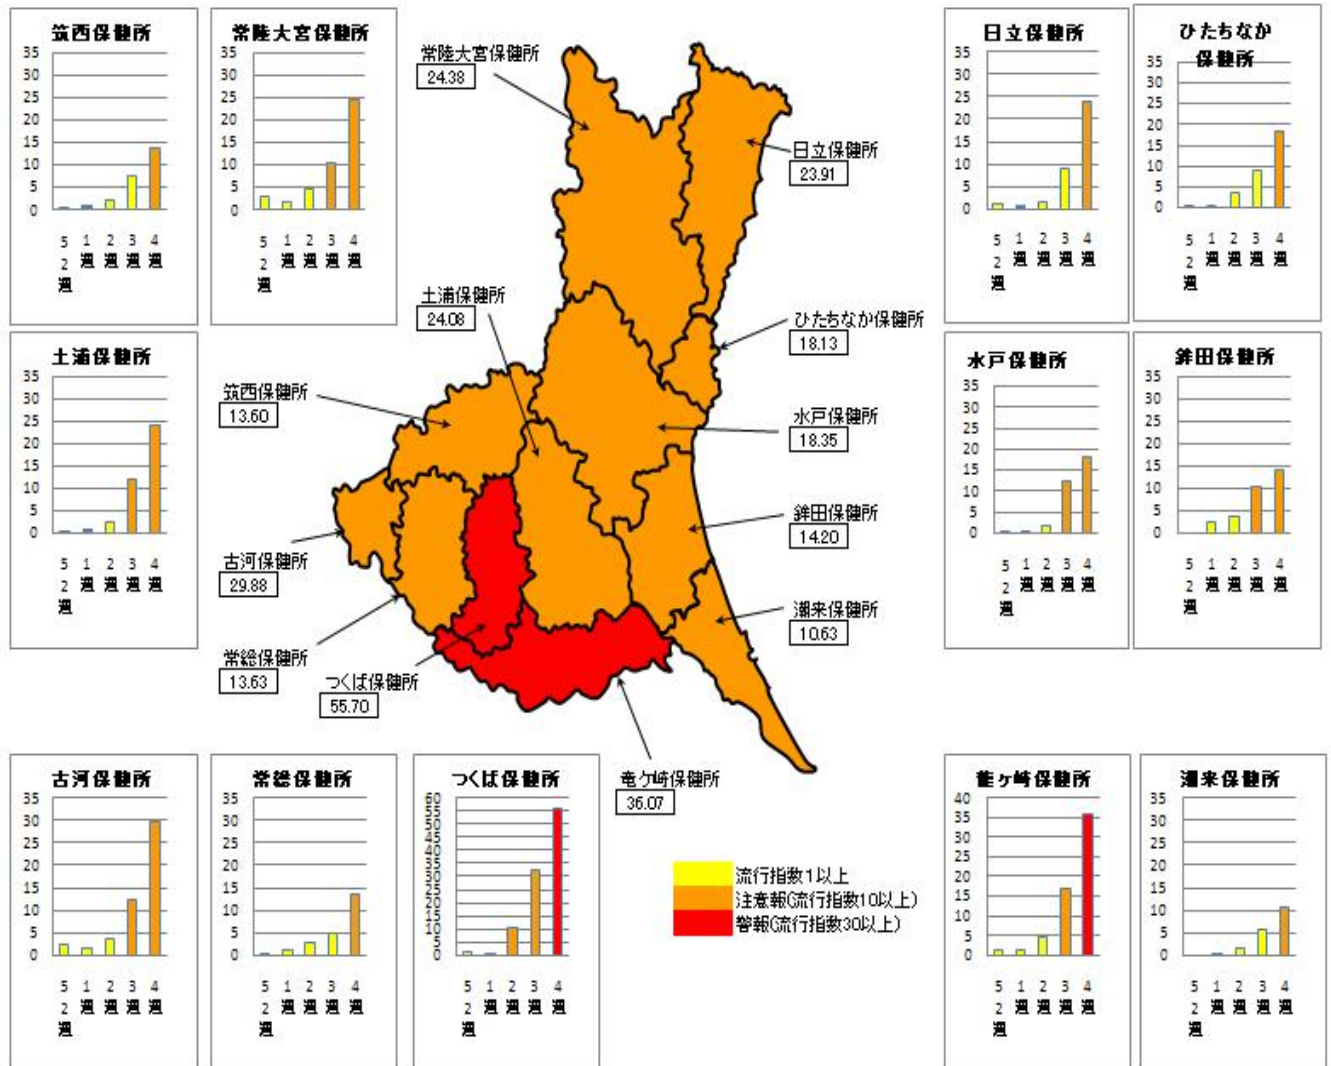 筑西保健所
35
30
25
20
15
10
5
0
52週
1週
2週
3週
4週
常陸大宮保健所
35
30
25
20
15
10
5
0
52週
1週
2週
3週
4週
常陸大宮保健所
24.38
日立保健所
23.91
土浦保健所
24.08
ひたちなか保健所
18.13
筑西保健所
13.60
水戸保健所
18.35
鉾田保健所
14.20
古河保健所
29.88
潮来保健所
10.63
常総保健所
13.63
つくば保健所
55.70
竜ケ崎保健所
36.07
日立保健所
35
30
25
20
15
10
5
0
52週
1週
2週
3週
4週
ひたちなか
保健所
35
30
25
20
15
10
5
0
52週
1週
2週
3週
4週
土浦保健所
35
30
25
20
15
10
5
0
52週
1週
2週
3週
4週
水戸保健所
35
30
25
20
15
10
5
0
52週
1週
2週
3週
4週
鉾田保健所
35
30
25
20
15
10
5
0
52週
1週
2週
3週
4週
古河保健所
35
30
25
20
15
10
5
0
52週
1週
2週
3週
4週
常総保健所
35
30
25
20
15
10
5
0
52週
1週
2週
3週
4週
つくば保健所
60
55
50
45
40
35
30
25
20
15
10
5
0
52週
1週
2週
3週
4週
流行指数1以上
注意報(流行指数10以上)
警報(流行指数30以上)
龍ヶ崎保健所
40
35
30
25
20
15
10
5
0
52週
1週
2週
3週
4週
潮来保健所
35
30
25
20
15
10
5
0
52週
1週
2週
3週
4週